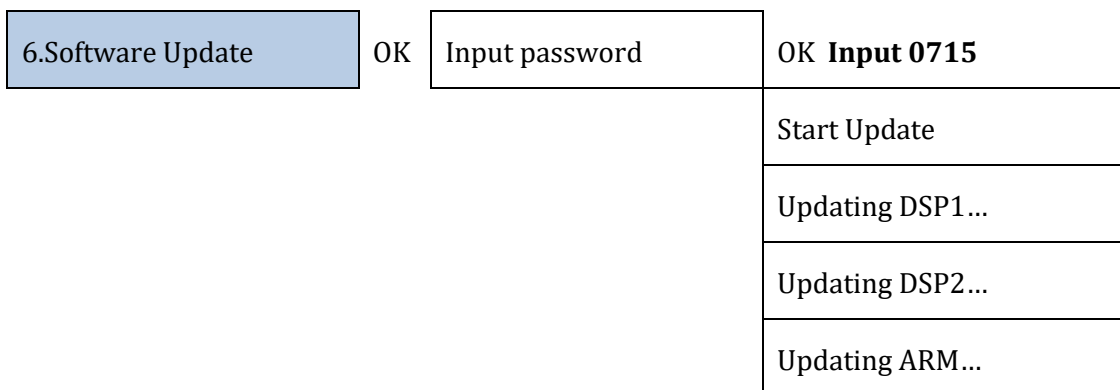 6.Software Update OK Input password OK Input 0715
Start Update
Updating DSP1…
Updating DSP2…
Updating ARM…